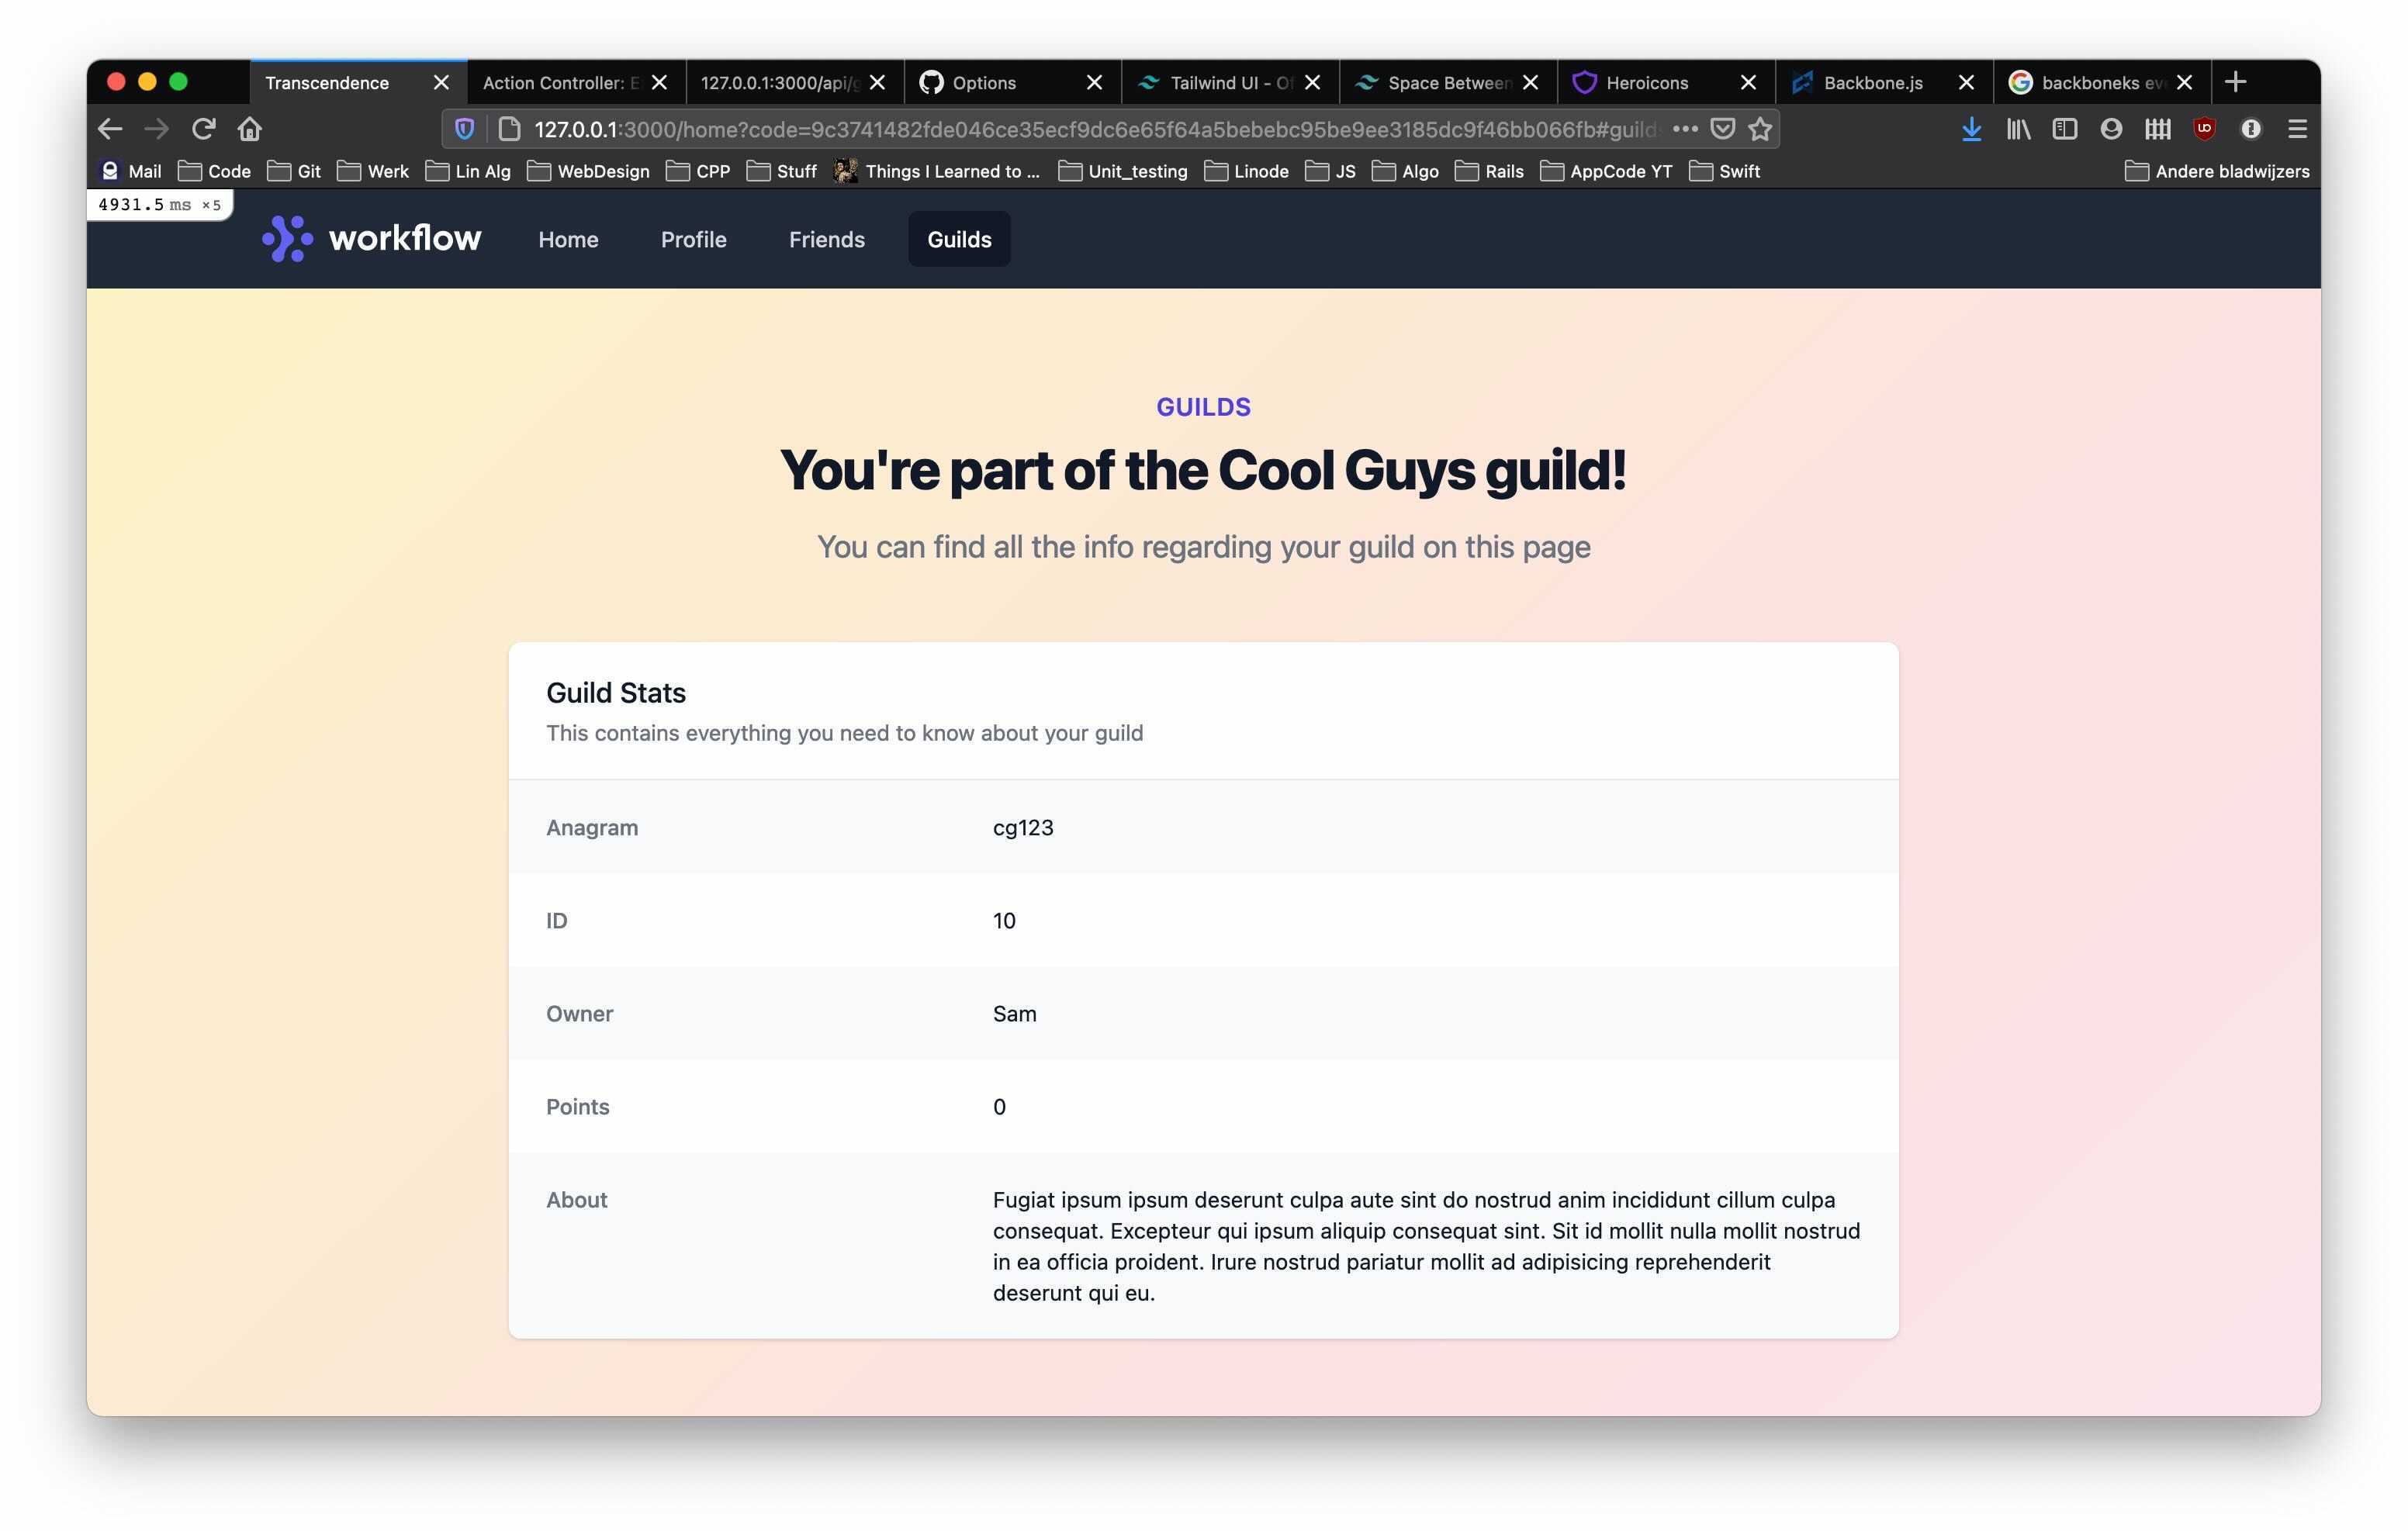 Transcendence
Action Controller: E
127.0.0.1:3000/api/g
Options
Tailwind UI - Of
Space Between
Heroicons
Backbone.js
backboneks eve
127.0.0.1:3000/home?code=9c3741482fde046ce35ecf9dc6e65f64a5bebebc95be9ee3185dc9f46bb066fb#guild
Mail Code Git Werk Lin Alg WebDesign CPP Stuff Things I Learned to ... Unit_testing Linode JS Algo Rails AppCode YT Swift Andere bladwijzers
4931.5 ms ×5
workflow Home Profile Friends Guilds
GUILDS
You're part of the Cool Guys guild!
You can find all the info regarding your guild on this page
Guild Stats
This contains everything you need to know about your guild
Anagram cg123
ID 10
Owner Sam
Points 0
About Fugiat ipsum ipsum deserunt culpa aute sint do nostrud anim incididunt cillum culpa
consequat. Excepteur qui ipsum aliquip consequat sint. Sit id mollit nulla mollit nostrud
in ea officia proident. Irure nostrud pariatur mollit ad adipisicing reprehenderit
deserunt qui eu.